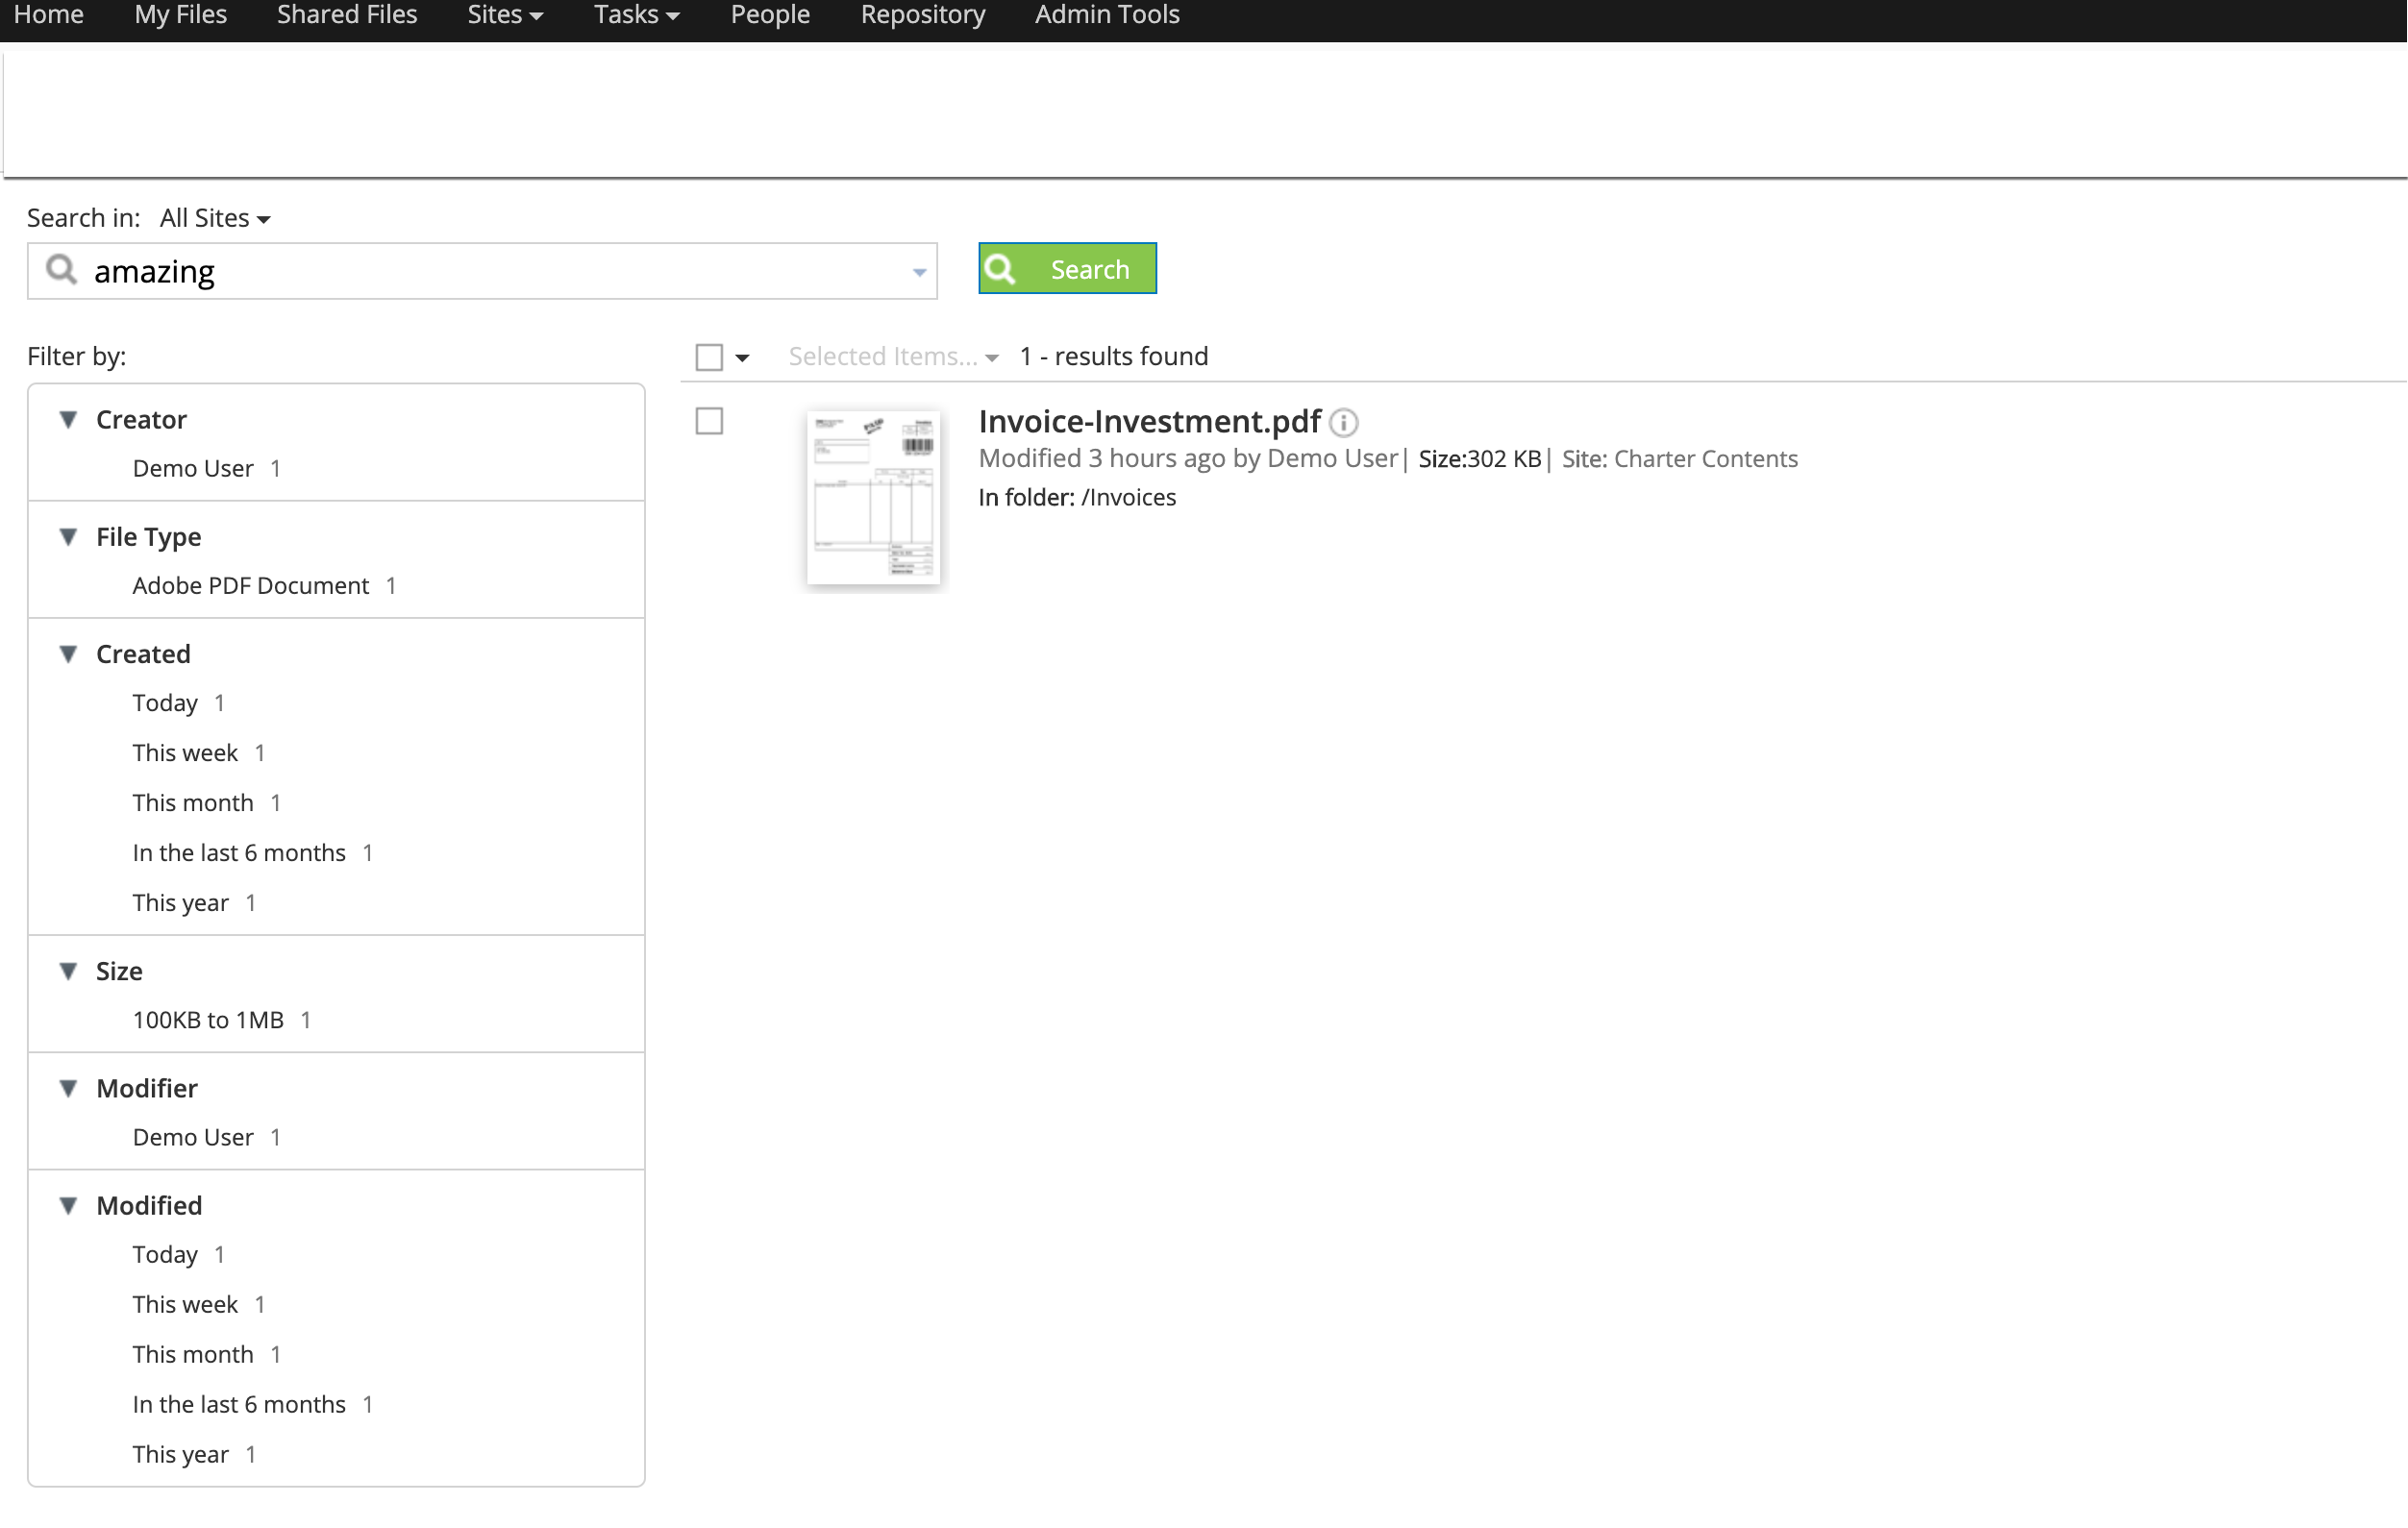 Home My Files Shared Files Sites Tasks People Repository Admin Tools
Search in: All Sites
amazing
Search
Filter by:
Selected Items... 1 - results found
Creator
Demo User 1
File Type
Adobe PDF Document 1
Created
Today 1
This week 1
This month 1
In the last 6 months 1
This year 1
Size
100KB to 1MB 1
Modifier
Demo User 1
Modified
Today 1
This week 1
This month 1
In the last 6 months 1
This year 1
Invoice-Investment.pdf
Modified 3 hours ago by Demo User| Size:302 KB| Site: Charter Contents
In folder: /Invoices